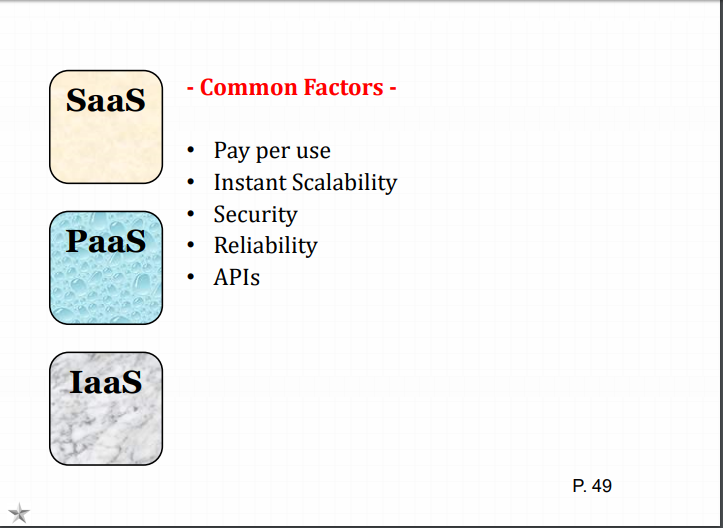 SaaS
- Common Factors -
• Pay per use
• Instant Scalability
• Security
• Reliability
• APIs
PaaS
IaaS
P. 49